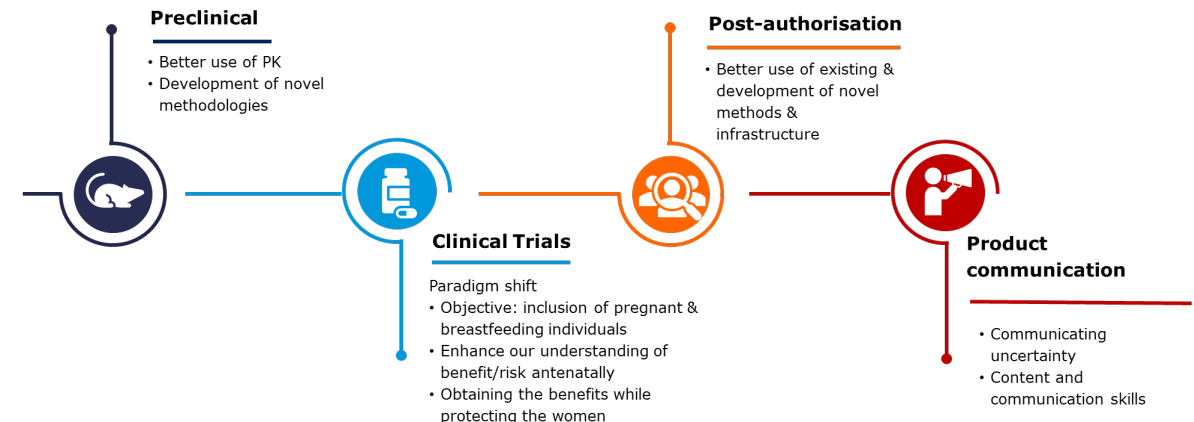 Preclinical
• Better use of PK
• Development of novel
methodologies
Clinical Trials
Paradigm shift
• Objective: inclusion of pregnant &
breastfeeding individuals
• Enhance our understanding of
benefit/risk antenatally
• Obtaining the benefits while
protecting the women
Post-authorisation
• Better use of existing &
development of novel
methods &
infrastructure
Product
communication
• Communicating
uncertainty
• Content and
communication skills